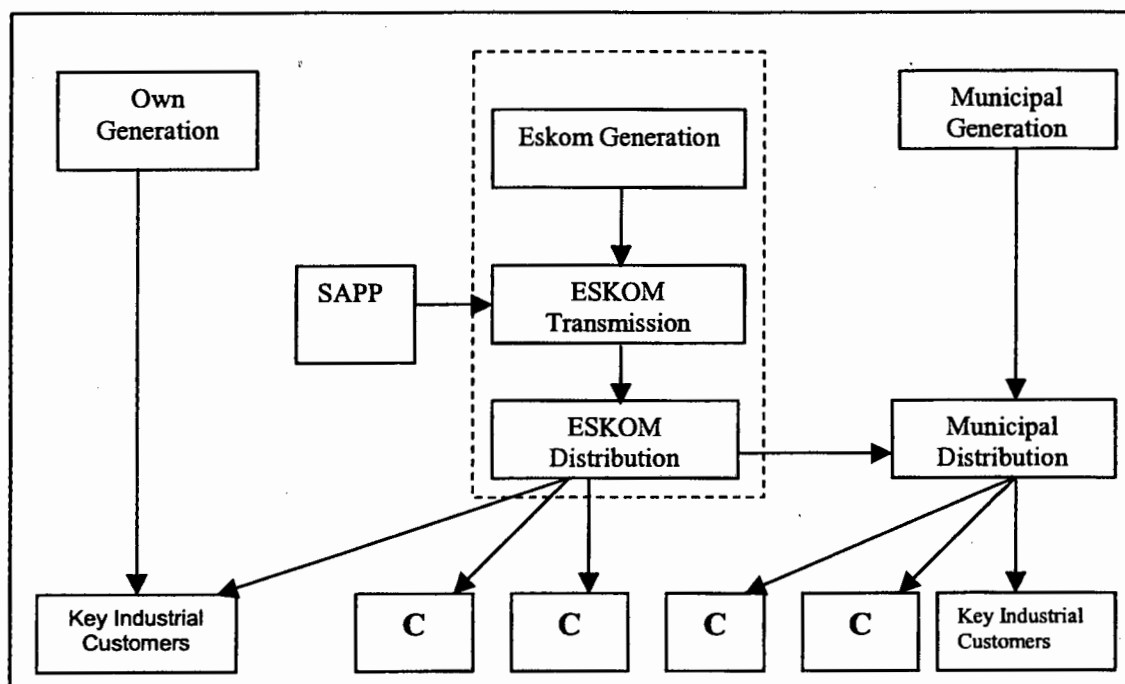 Own
Generation
Eskom Generation
Municipal
Generation
SAPP
ESKOM
Transmission
ESKOM
Distribution
Municipal
Distribution
Key Industrial
Customers
C
C
C
C
Key Industrial
Customers